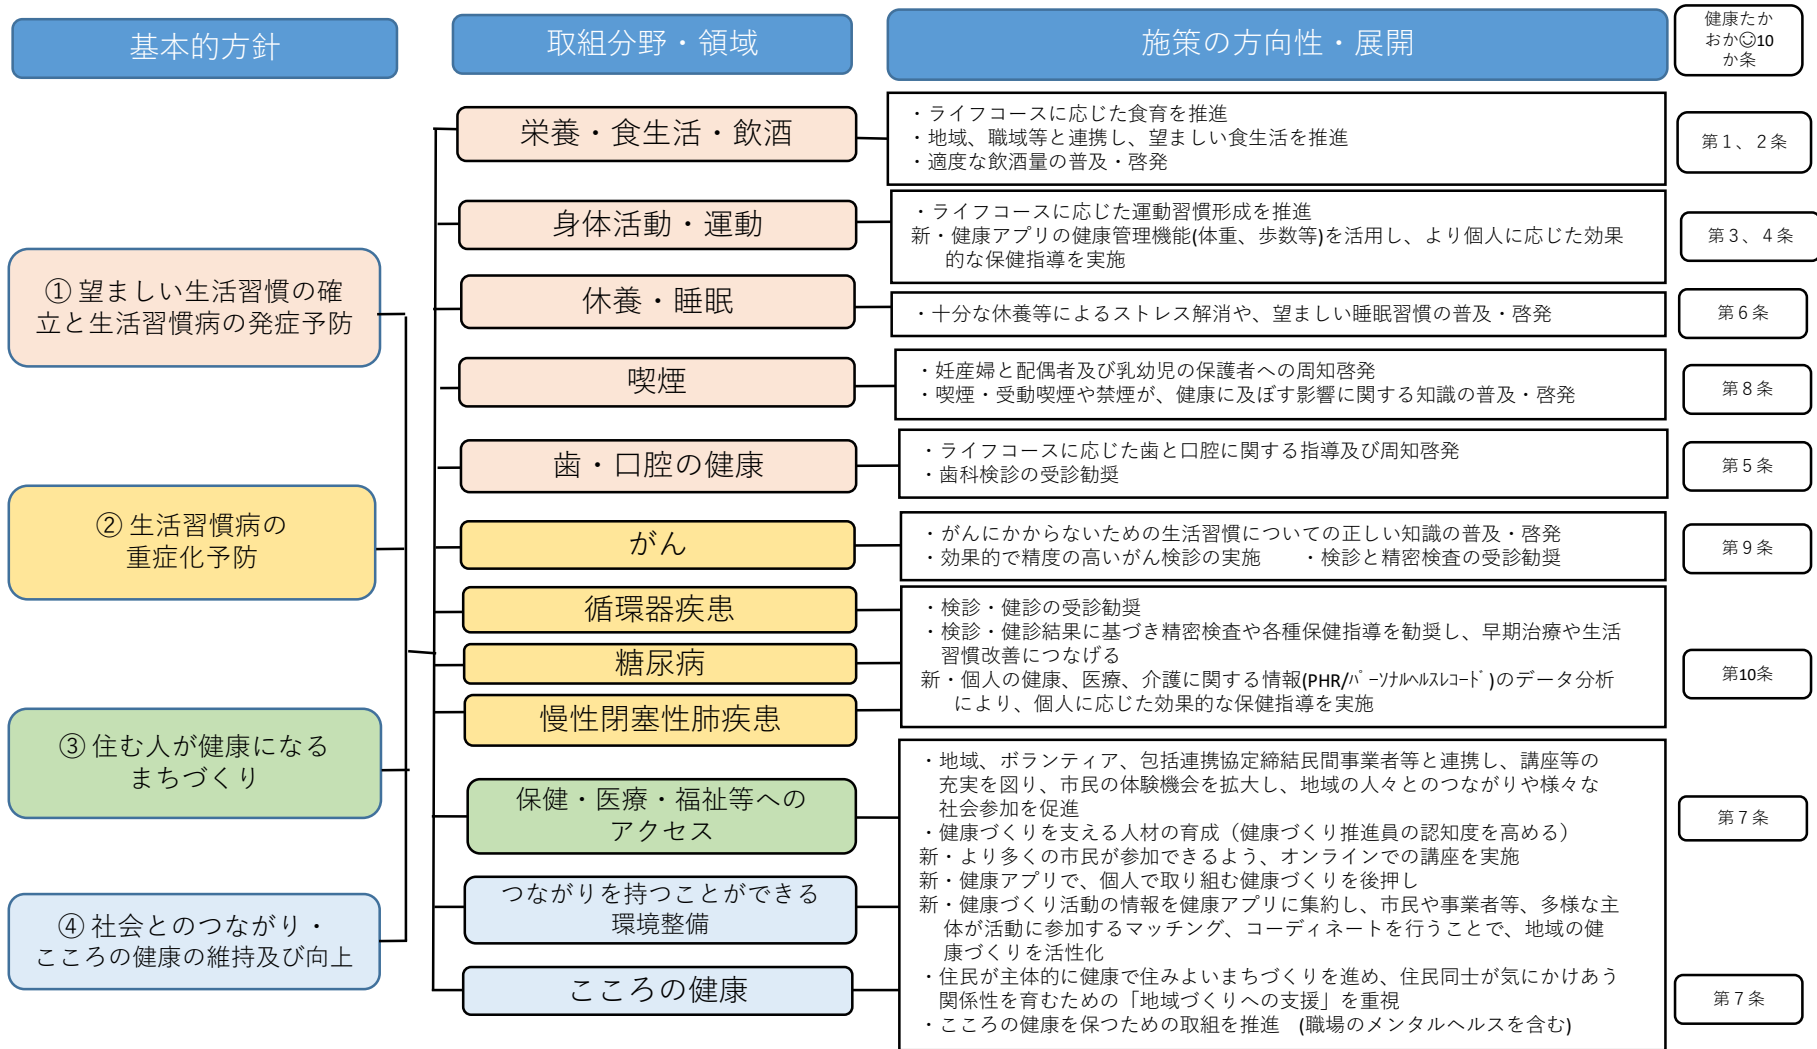 基本的方針
取組分野・領域
施策の方向性・展開
健康たか
おか☺10
か条
① 望ましい生活習慣の確
立と生活習慣病の発症予防
② 生活習慣病の
重症化予防
③ 住む人が健康になる
まちづくり
④ 社会とのつながり・
こころの健康の維持及び向上
栄養・食生活・飲酒
・ライフコースに応じた食育を推進
・地域、職域等と連携し、望ましい食生活を推進
・適度な飲酒量の普及・啓発
第1、2条
身体活動・運動
・ライフコースに応じた運動習慣形成を推進
新・健康アプリの健康管理機能(体重、歩数等)を活用し、より個人に応じた効果
的な保健指導を実施
第3、4条
休養・睡眠
・十分な休養等によるストレス解消や、望ましい睡眠習慣の普及・啓発
第6条
喫煙
・妊産婦と配偶者及び乳幼児の保護者への周知啓発
・喫煙・受動喫煙や禁煙が、健康に及ぼす影響に関する知識の普及・啓発
第8条
歯・口腔の健康
・ライフコースに応じた歯と口腔に関する指導及び周知啓発
・歯科検診の受診勧奨
第5条
がん
・がんにかからないための生活習慣についての正しい知識の普及・啓発
・効果的で精度の高いがん検診の実施　　・検診と精密検査の受診勧奨
第9条
循環器疾患
糖尿病
慢性閉塞性肺疾患
・検診・健診の受診勧奨
・検診・健診結果に基づき精密検査や各種保健指導を勧奨し、早期治療や生活
習慣改善につなげる
新・個人の健康、医療、介護に関する情報(PHR/ﾊﾟｰｿﾅﾙﾍﾙｽﾚｺｰﾄﾞ)のデータ分析
により、個人に応じた効果的な保健指導を実施
第10条
保健・医療・福祉等への
アクセス
つながりを持つことができる
環境整備
こころの健康
・地域、ボランティア、包括連携協定締結民間事業者等と連携し、講座等の
充実を図り、市民の体験機会を拡大し、地域の人々とのつながりや様々な
社会参加を促進
・健康づくりを支える人材の育成（健康づくり推進員の認知度を高める）
新・より多くの市民が参加できるよう、オンラインでの講座を実施
新・健康アプリで、個人で取り組む健康づくりを後押し
新・健康づくり活動の情報を健康アプリに集約し、市民や事業者等、多様な主
体が活動に参加するマッチング、コーディネートを行うことで、地域の健
康づくりを活性化
・住民が主体的に健康で住みよいまちづくりを進め、住民同士が気にかけあう
関係性を育むための「地域づくりへの支援」を重視
・こころの健康を保つための取組を推進　(職場のメンタルヘルスを含む)
第7条
第7条